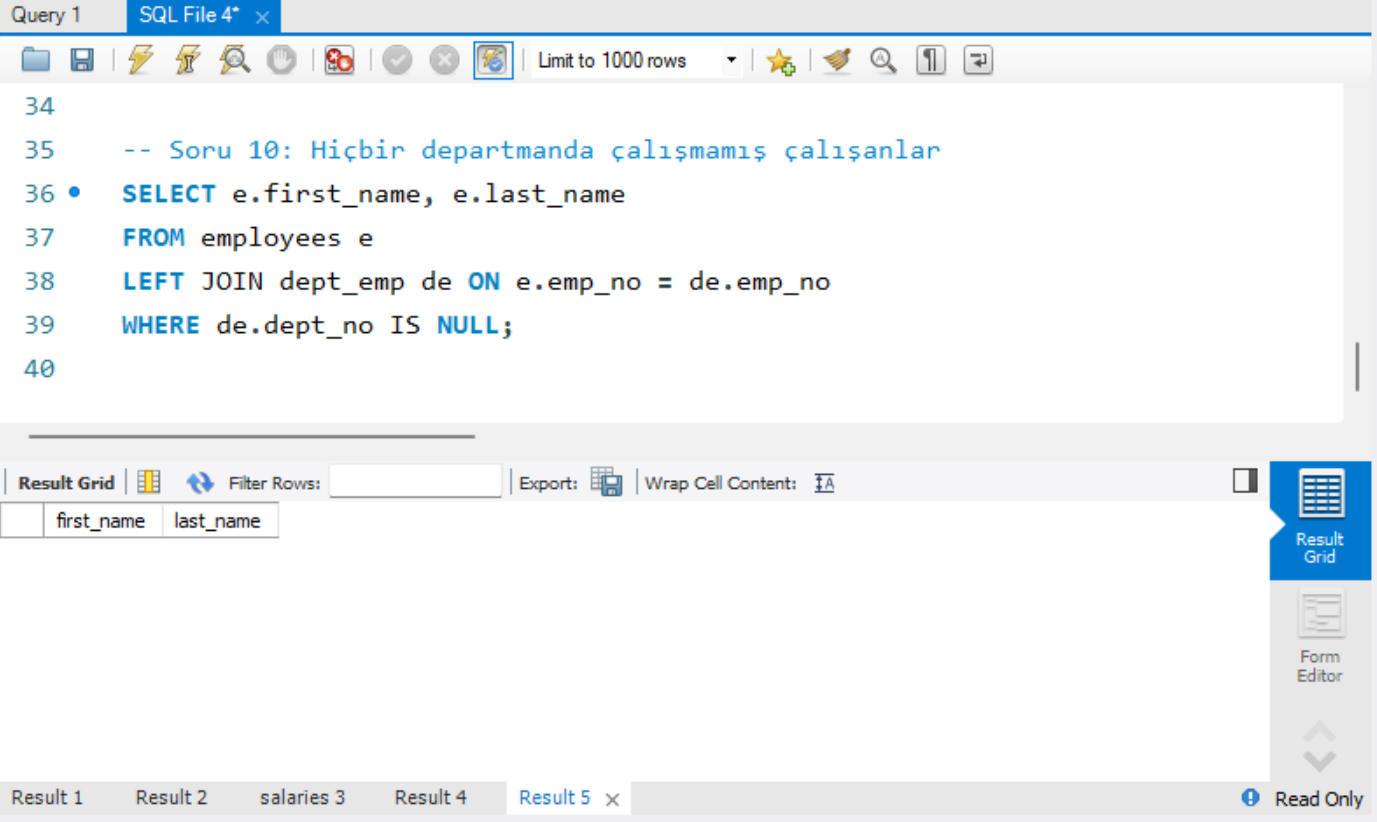 Query 1 SQL File 4*
Limit to 1000 rows
34
35 -- Soru 10: Hiçbir departmanda çalışmamış çalışanlar
36 SELECT e.first_name, e.last_name
37 FROM employees e
38 LEFT JOIN dept_emp de ON e.emp_no = de.emp_no
39 WHERE de.dept_no IS NULL;
40
Result Grid Filter Rows: Export: Wrap Cell Content:
first_name last_name
Result
Grid
Form
Editor
Result 1 Result 2 salaries 3 Result 4 Result 5 Read Only